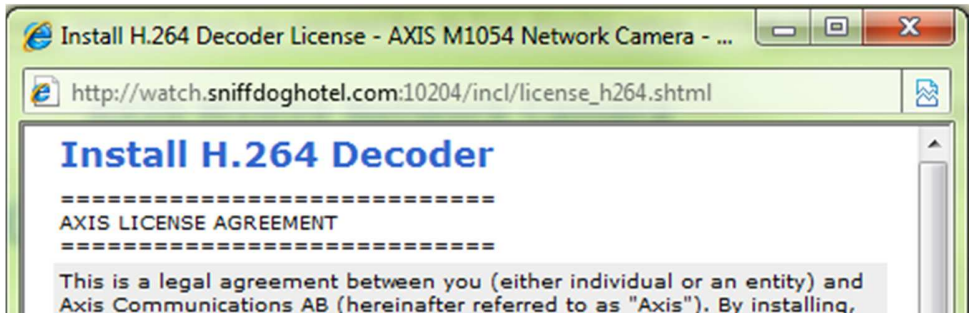 Install H.264 Decoder License - AXIS M1054 Network Camera - ...
http://watch.sniffdoghotel.com:10204/incl/license_h264.shtml
Install H.264 Decoder
============================
AXIS LICENSE AGREEMENT
============================
This is a legal agreement between you (either individual or an entity) and
Axis Communications AB (hereinafter referred to as "Axis"). By installing,